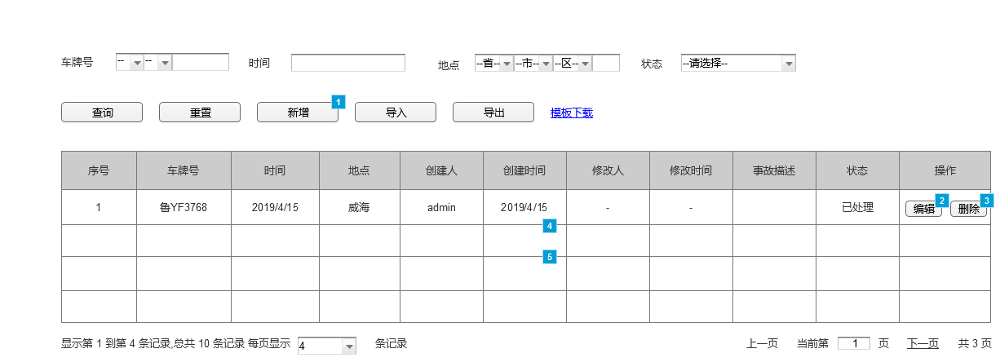 车牌号 -- -- 时间 地点 --省-- --市-- --区-- 状态 --请选择--
查询 重置 新增 1 导入 导出 模板下载
序号 车牌号 时间 地点 创建人 创建时间 修改人 修改时间 事故描述 状态 操作
1 鲁YF3768 2019/4/15 威海 admin 2019/4/15 - - 已处理 编辑 2 删除 3
4
5
显示第 1 到第 4 条记录,总共 10 条记录 每页显示 4 条记录 上一页 当前第 1 页 下一页 共 3 页